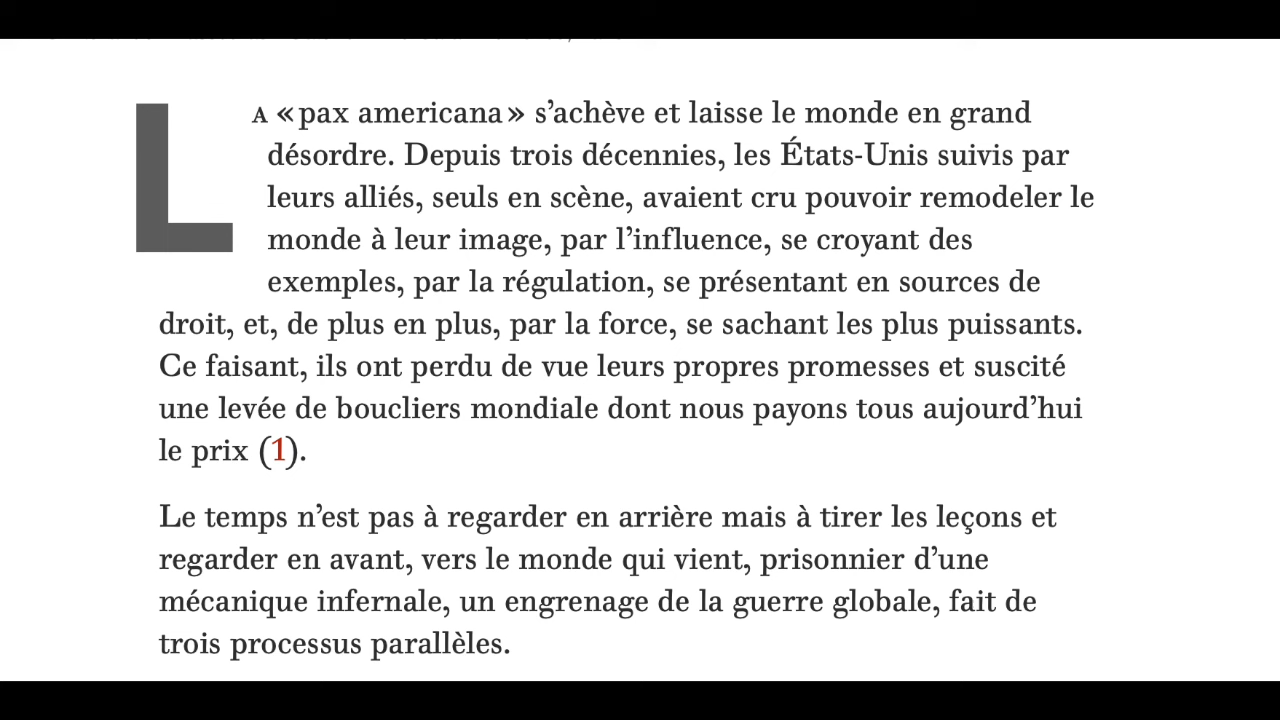 LA « pax americana » s’achève et laisse le monde en grand
désordre. Depuis trois décennies, les États-Unis suivis par
leurs alliés, seuls en scène, avaient cru pouvoir remodeler le
monde à leur image, par l’influence, se croyant des
exemples, par la régulation, se présentant en sources de
droit, et, de plus en plus, par la force, se sachant les plus puissants.
Ce faisant, ils ont perdu de vue leurs propres promesses et suscité
une levée de boucliers mondiale dont nous payons tous aujourd’hui
le prix (1).
Le temps n’est pas à regarder en arrière mais à tirer les leçons et
regarder en avant, vers le monde qui vient, prisonnier d’une
mécanique infernale, un engrenage de la guerre globale, fait de
trois processus parallèles.